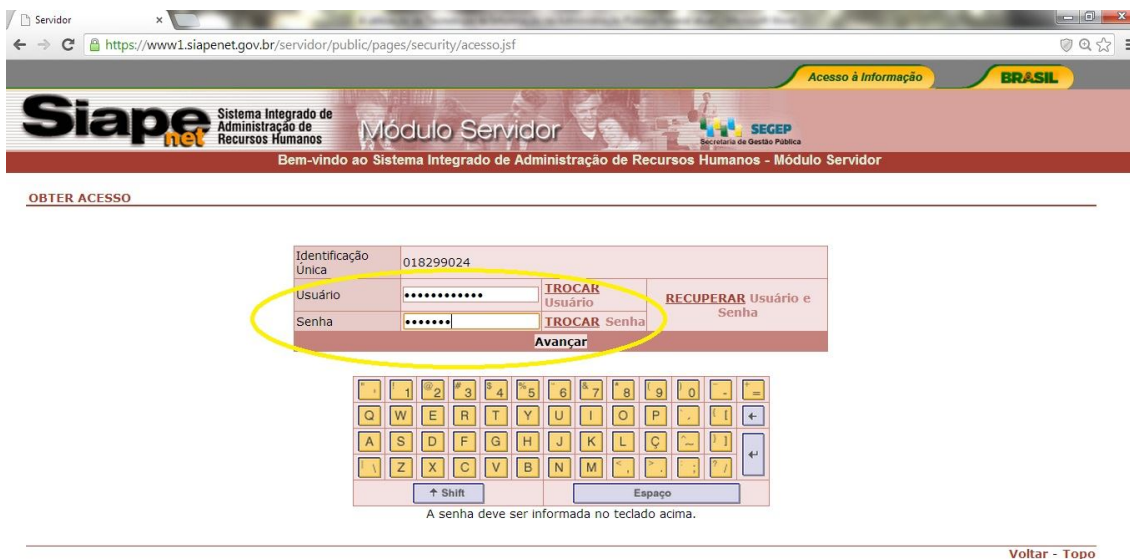 Servidor
https://www1.siapenet.gov.br/servidor/public/pages/security/acesso.jsf
Acesso à Informação
BRASIL
Siape net
Sistema Integrado de
Administração de
Recursos Humanos
Módulo Servidor
SEGEP
Secretaria de Gestão Pública
Bem-vindo ao Sistema Integrado de Administração de Recursos Humanos - Módulo Servidor
OBTER ACESSO
Identificação
Única
018299024
Usuário
TROCAR
Usuário
RECUPERAR Usuário e
Senha
Senha
TROCAR Senha
Avançar
! 1 @ 2 # 3 $ 4 % 5 6 & 7 * 8 ( 9 ) 0 - + =
Q W E R T Y U I O P { [ ←
A S D F G H J K L Ç ^ ~ } ] ↵
| \ Z X C V B N M < , > . : ; ? /
↑ Shift
Espaço
A senha deve ser informada no teclado acima.
Voltar - Topo